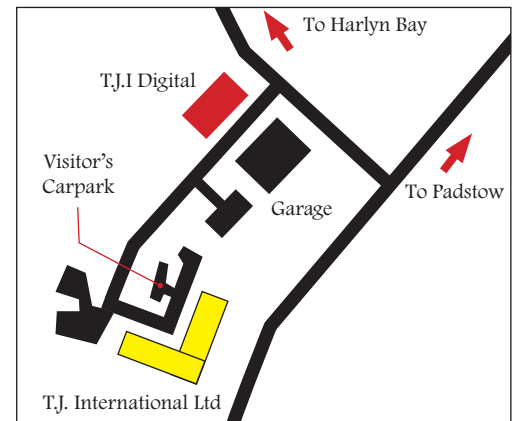 To Harlyn Bay
T.J.I Digital
Visitor's
Carpark
To Padstow
Garage
T.J. International Ltd